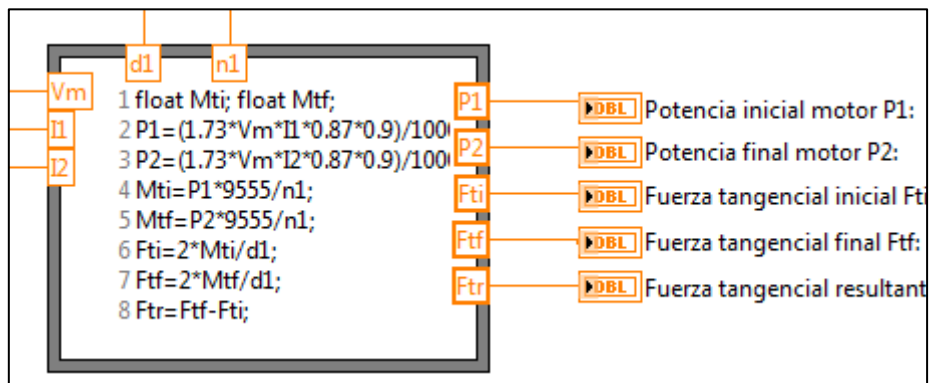 d1 n1
Vm
I1
I2
1 float Mti; float Mtf;
2 P1=(1.73*Vm*I1*0.87*0.9)/100
3 P2=(1.73*Vm*I2*0.87*0.9)/100
4 Mti=P1*9555/n1;
5 Mtf=P2*9555/n1;
6 Fti=2*Mti/d1;
7 Ftf=2*Mtf/d1;
8 Ftr=Ftf-Fti;
P1 DBL Potencia inicial motor P1:
P2 DBL Potencia final motor P2:
Fti DBL Fuerza tangencial inicial Fti
Ftf DBL Fuerza tangencial final Ftf:
Ftr DBL Fuerza tangencial resultant